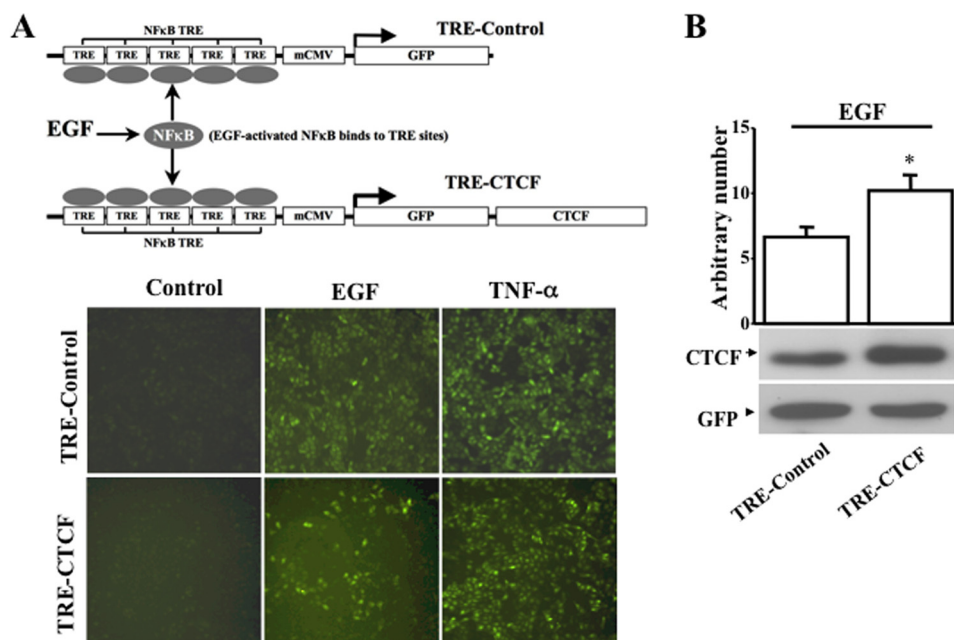 A
NFκB TRE
TRE-Control
TRE TRE TRE TRE TRE mCMV GFP
EGF NFκB (EGF-activated NFκB binds to TRE sites)
TRE-CTCF
TRE TRE TRE TRE TRE mCMV GFP CTCF
NFκB TRE
Control EGF TNF-α
TRE-Control
TRE-CTCF
B
EGF
Arbitrary number
15
10
5
0
*
CTCF
GFP
TRE-Control
TRE-CTCF